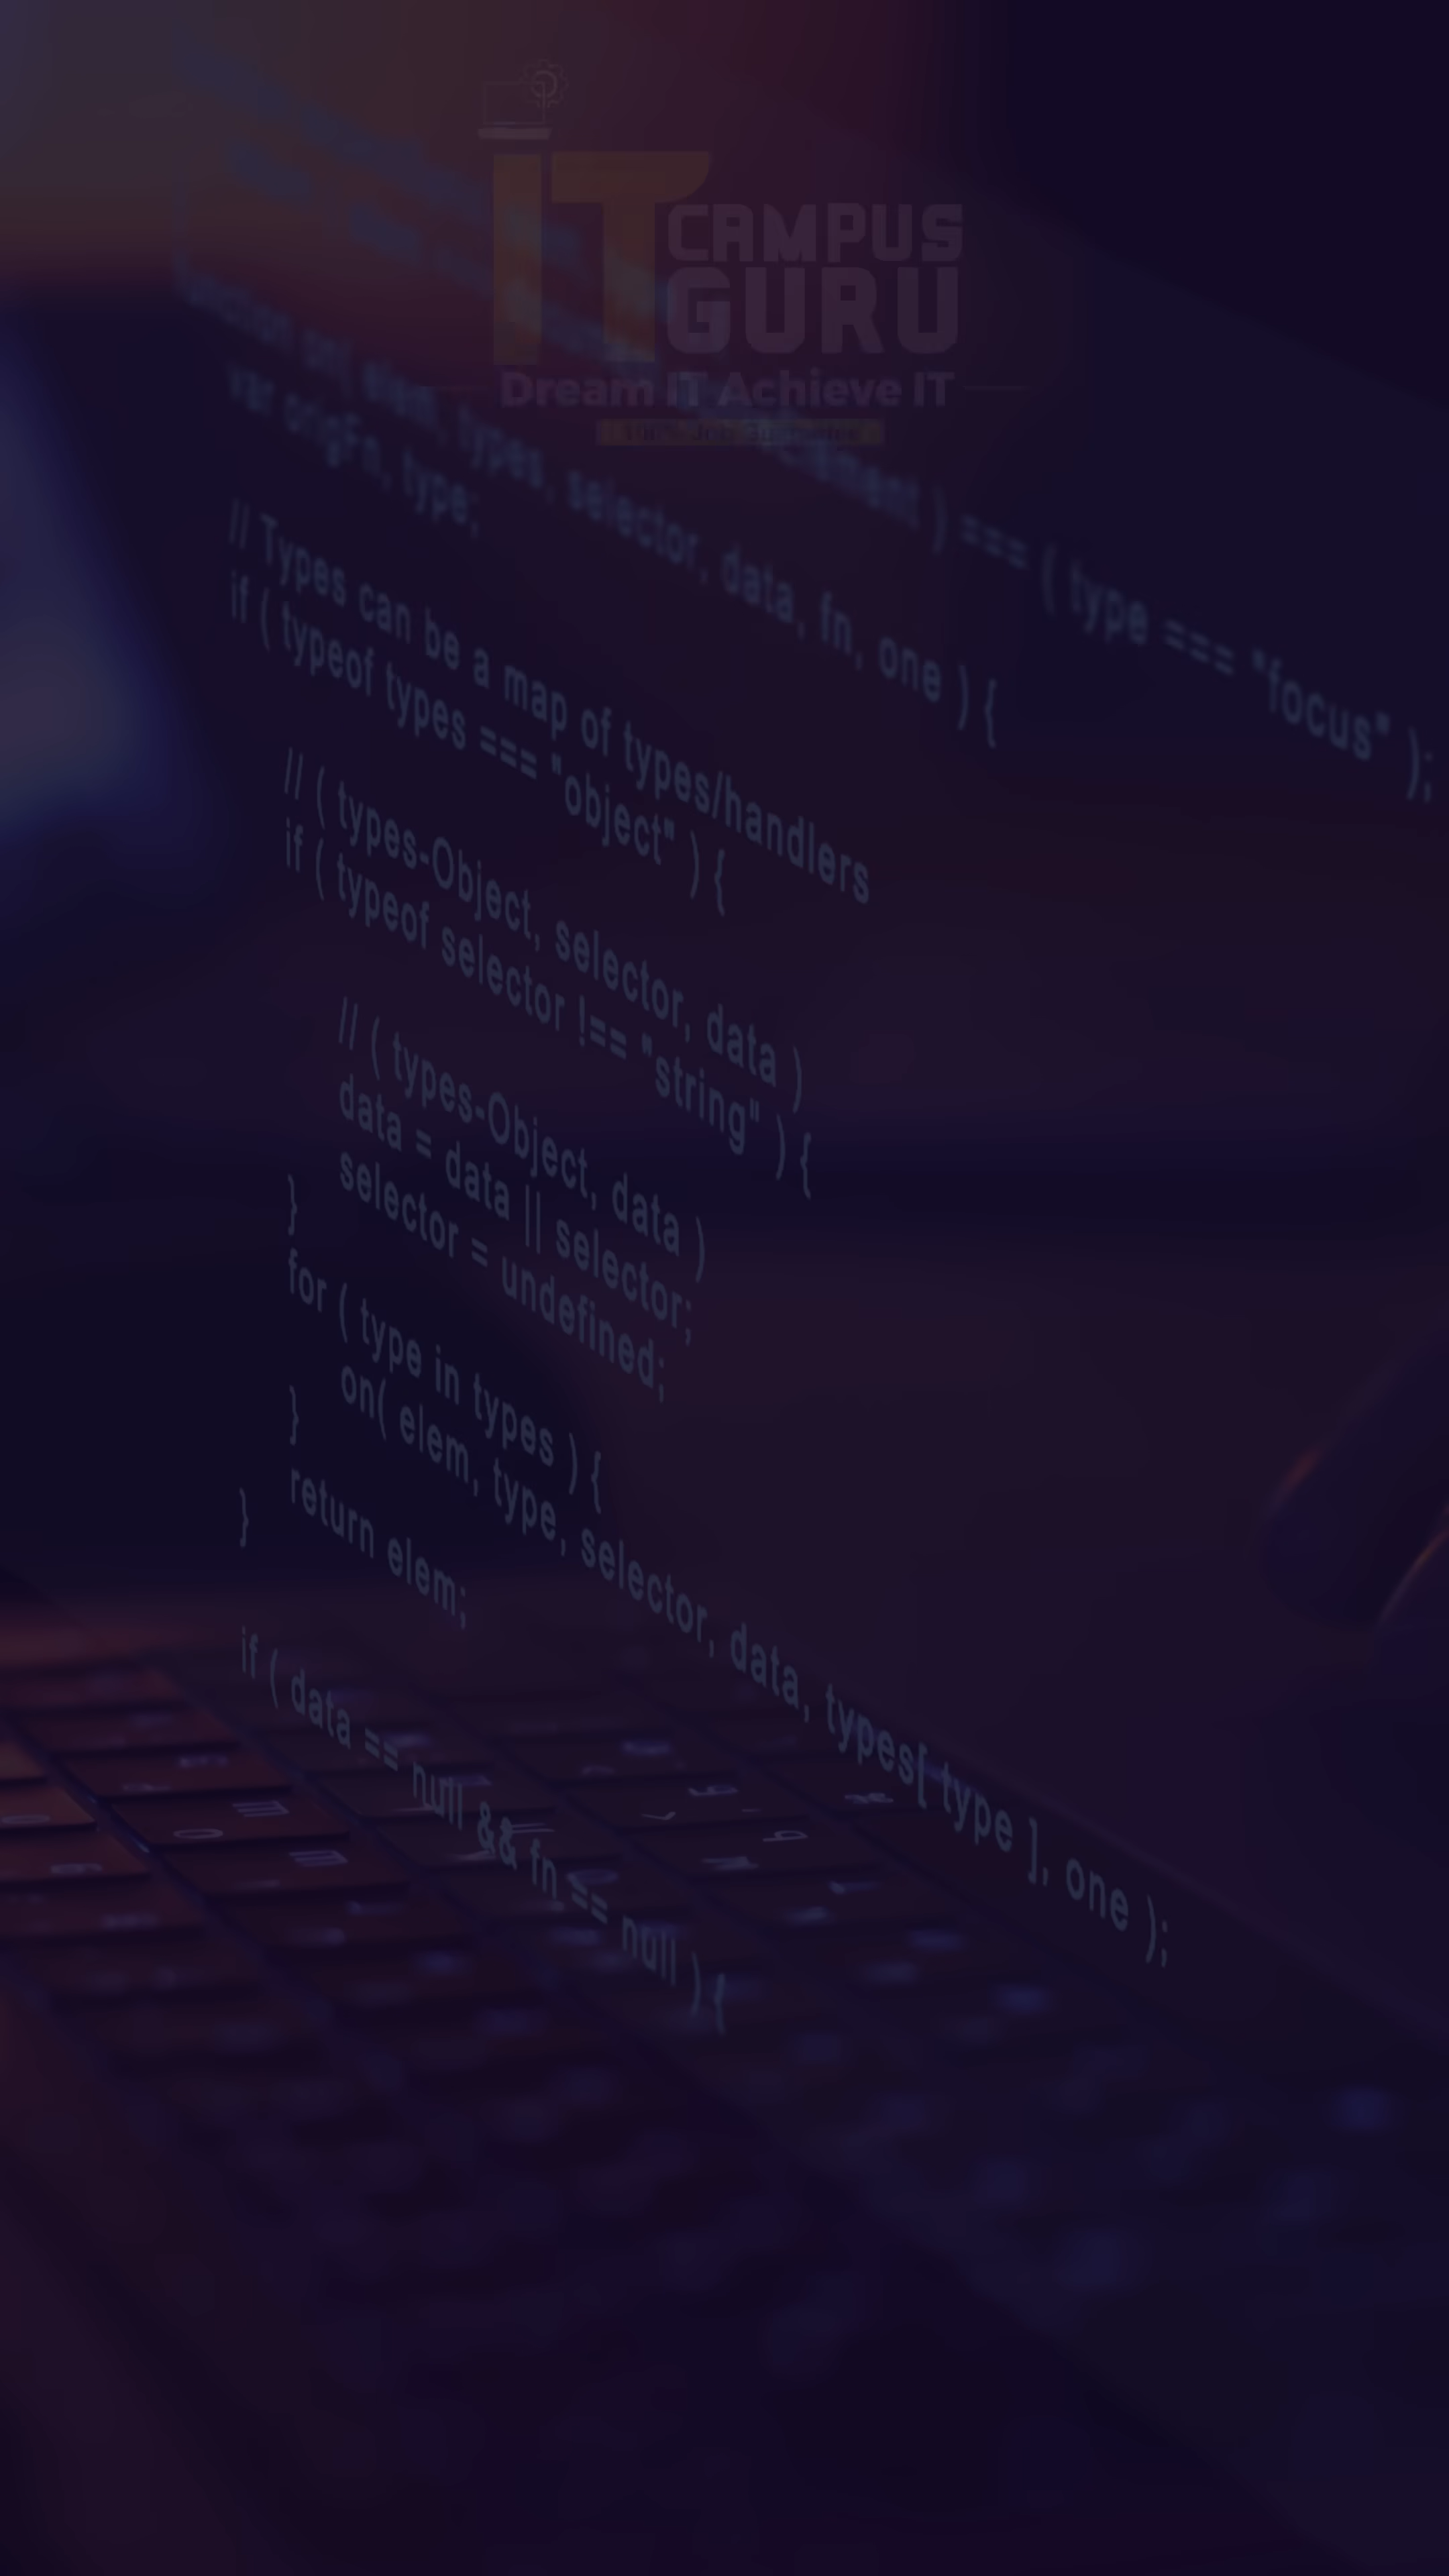 IT
CAMPUS
GURU
Dream IT Achieve IT
) === ( type === "focus" );
elem, types, selector, data, fn, one ) {
var origFn, type;
// Types can be a map of types/handlers
if ( typeof types === "object" ) {
// ( types-Object, selector, data )
if ( typeof selector !== "string" ) {
// ( types-Object, data )
data = data || selector;
selector = undefined;
}
for ( type in types ) {
on( elem, type, selector, data, types[ type ], one );
}
return elem;
}
if ( data == null && fn == null ) {